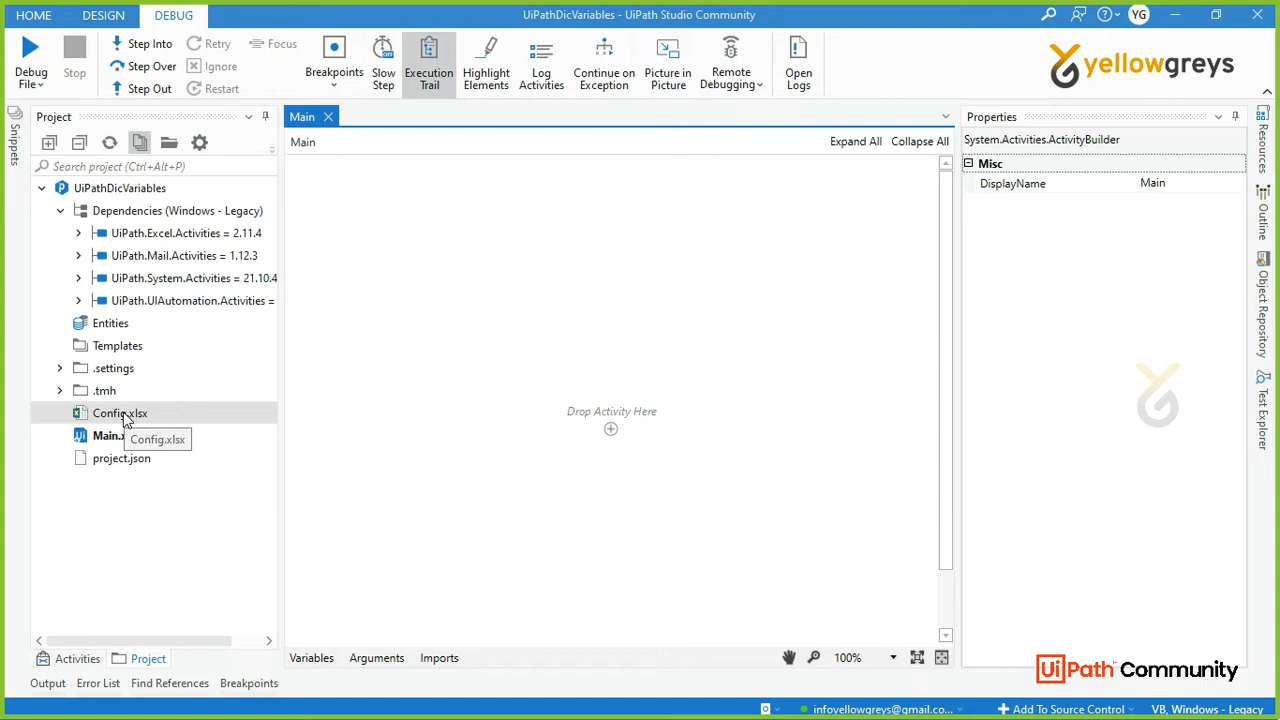 HOME DESIGN DEBUG UiPathDicVariables - UiPath Studio Community YG
Debug File
Stop
Step Into
Step Over
Step Out
Retry
Ignore
Restart
Focus
Breakpoints
Slow Step
Execution Trail
Highlight Elements
Log Activities
Continue on Exception
Picture in Picture
Remote Debugging
Open Logs
yellowgreys
Snippets
Project
Search project (Ctrl+Alt+P)
UiPathDicVariables
Dependencies (Windows - Legacy)
UiPath.Excel.Activities = 2.11.4
UiPath.Mail.Activities = 1.12.3
UiPath.System.Activities = 21.10.4
UiPath.UIAutomation.Activities =
Entities
Templates
.settings
.tmh
Config.xlsx
Main.x
Config.xlsx
project.json
Activities Project
Main
Main Expand All Collapse All
Drop Activity Here
Variables Arguments Imports 100%
Properties
System.Activities.ActivityBuilder
Misc
DisplayName Main
Resources
Outline
Object Repository
Test Explorer
UiPath Community
Output Error List Find References Breakpoints
infoyellowgreys@gmail.co... Add To Source Control VB, Windows - Legacy